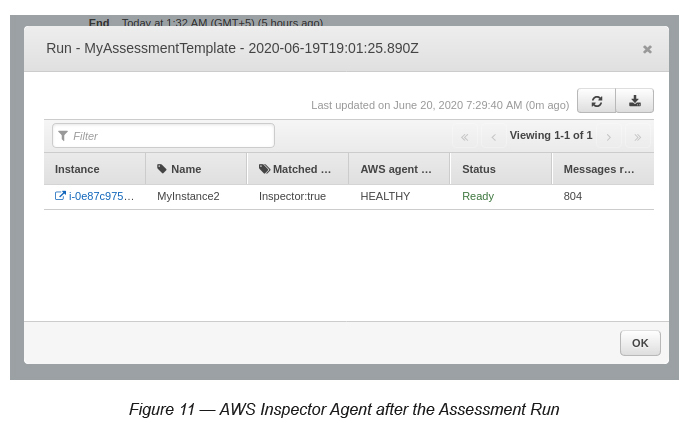 End Today at 1:32 AM (GMT+5) (5 hours ago)
Run - MyAssessmentTemplate - 2020-06-19T19:01:25.890Z
Last updated on June 20, 2020 7:29:40 AM (0m ago)
Filter
Viewing 1-1 of 1
Instance Name Matched ... AWS agent ... Status Messages r...
i-0e87c975... MyInstance2 Inspector:true HEALTHY Ready 804
OK
Figure 11 — AWS Inspector Agent after the Assessment Run